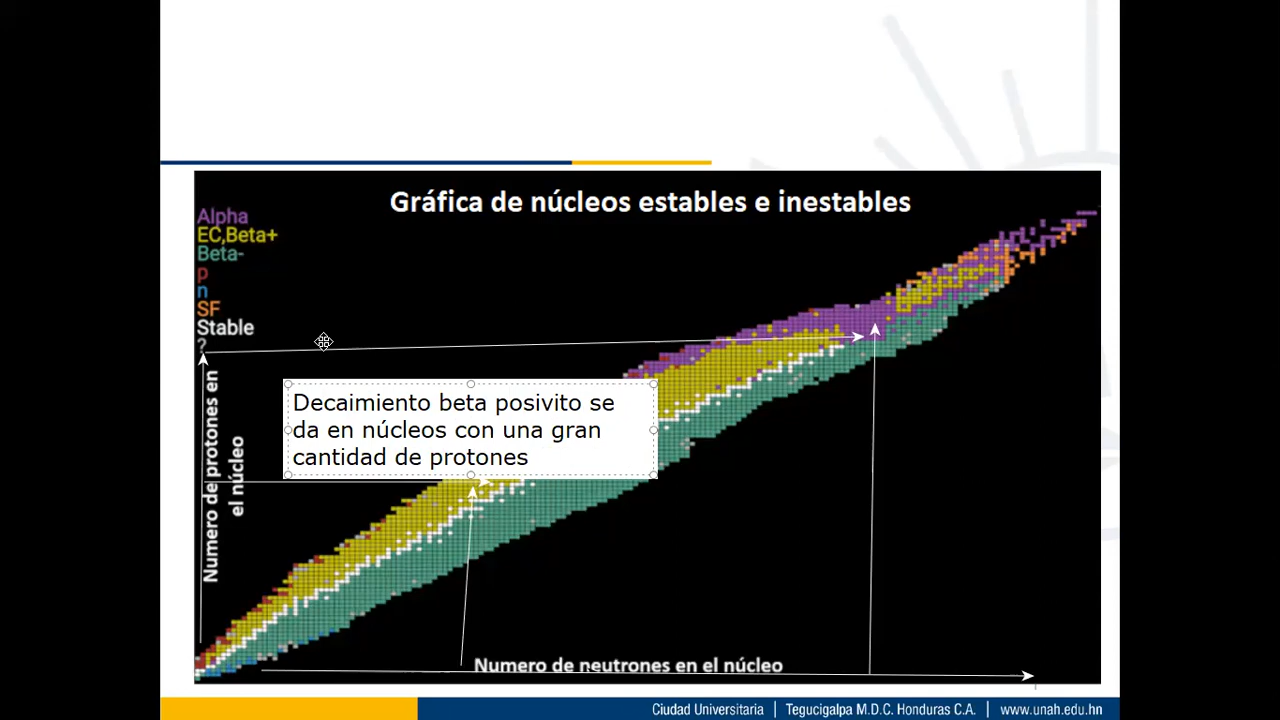 Gráfica de núcleos estables e inestables
Alpha
EC,Beta+
Beta-
p
n
SF
Stable
?
Numero de protones en
el núcleo
Decaimiento beta posivito se
da en núcleos con una gran
cantidad de protones
Numero de neutrones en el núcleo
Ciudad Universitaria | Tegucigalpa M.D.C. Honduras C.A. | www.unah.edu.hn